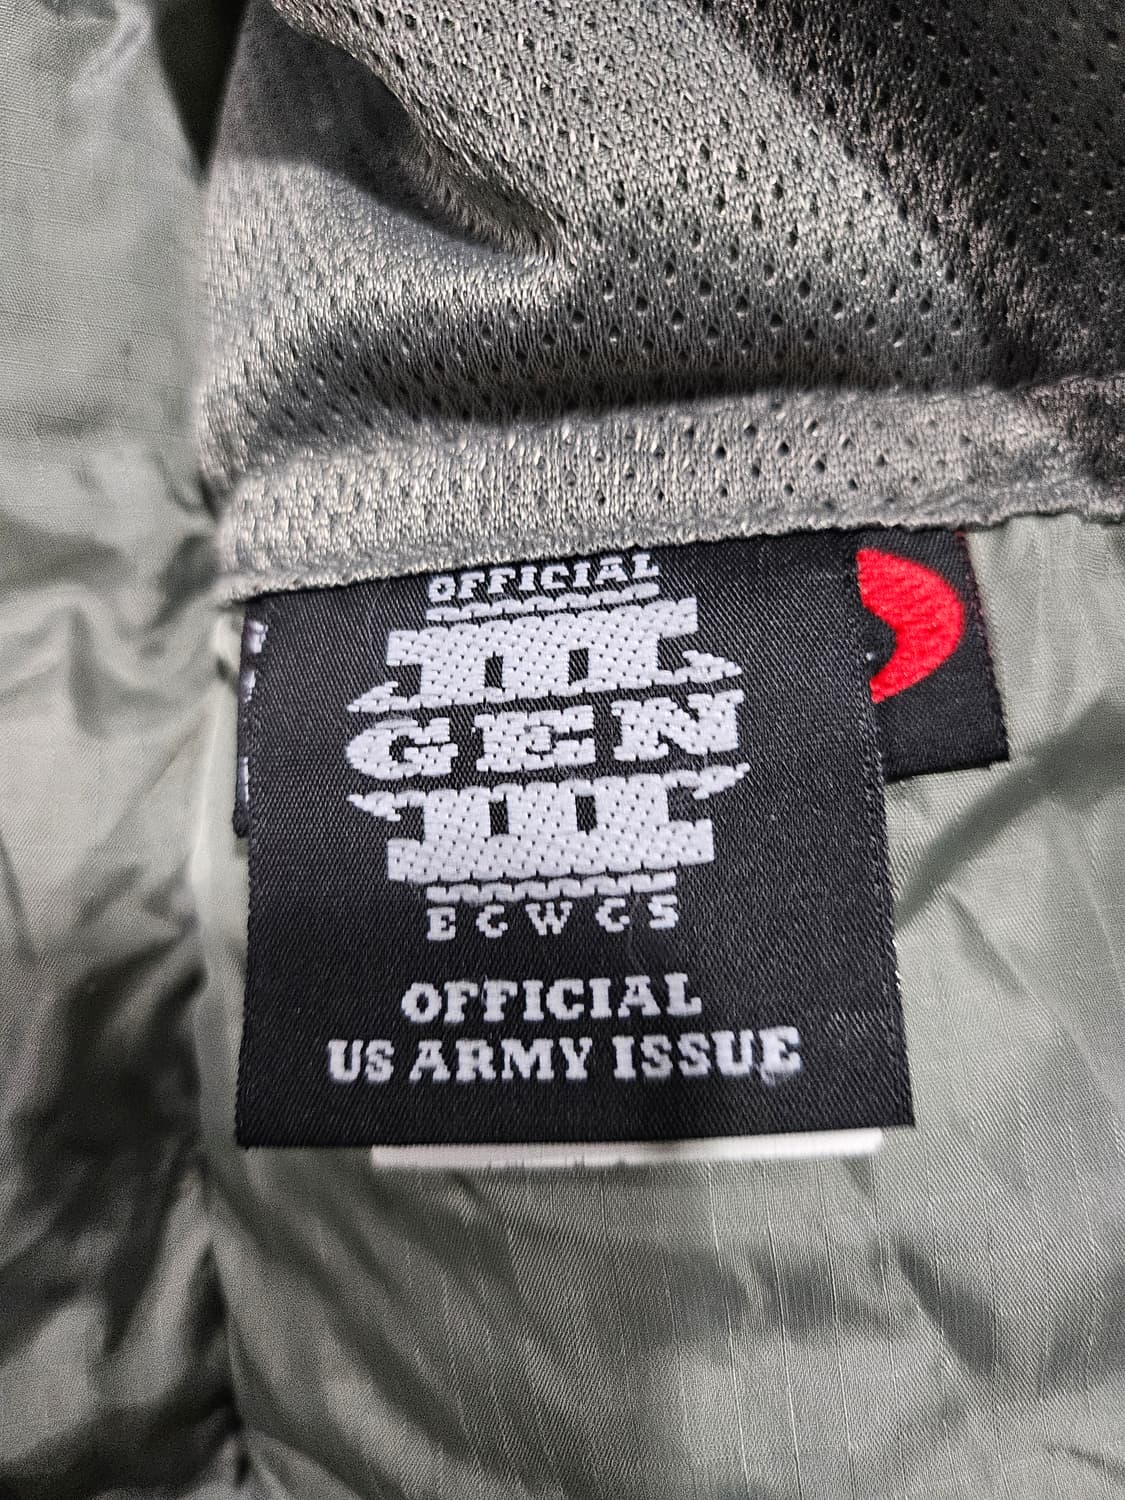 OFFICIAL
III
GEN
III
ECWCS
OFFICIAL
US ARMY ISSUE